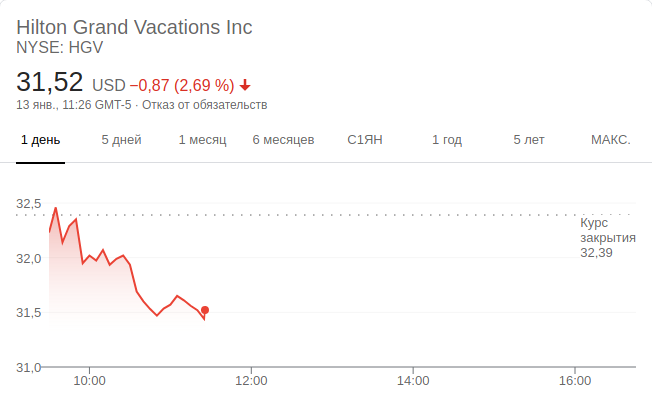 Hilton Grand Vacations Inc
NYSE: HGV
31,52 USD −0,87 (2,69 %) ↓
13 янв., 11:26 GMT-5 · Отказ от обязательств
1 день 5 дней 1 месяц 6 месяцев С1ЯН 1 год 5 лет МАКС.
32,5
Курс
закрытия
32,39
32,0
31,5
31,0
10:00 12:00 14:00 16:00